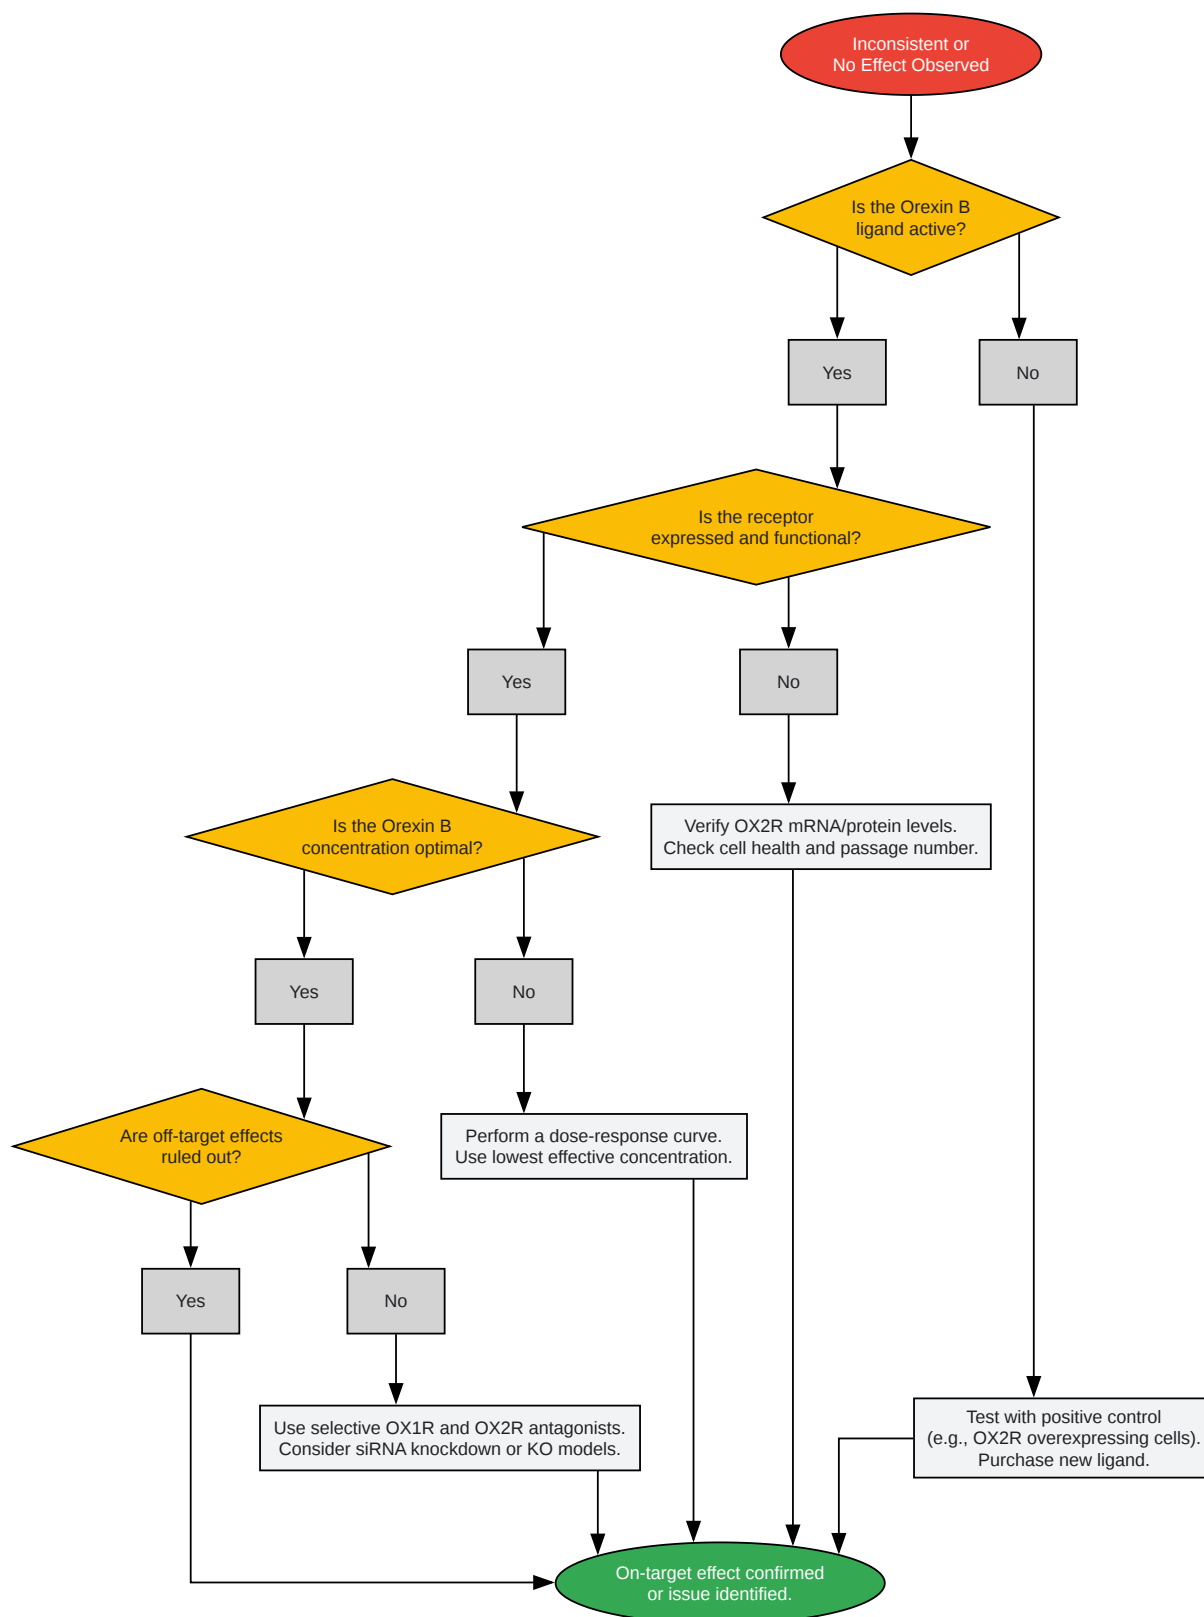 Inconsistent or
No Effect Observed
Is the Orexin B
ligand active?
Yes
No
Is the receptor
expressed and functional?
Yes
No
Is the Orexin B
concentration optimal?
Verify OX2R mRNA/protein levels.
Check cell health and passage number.
Yes
No
Are off-target effects
ruled out?
Perform a dose-response curve.
Use lowest effective concentration.
Yes
No
Use selective OX1R and OX2R antagonists.
Consider siRNA knockdown or KO models.
Test with positive control
(e.g., OX2R overexpressing cells).
Purchase new ligand.
On-target effect confirmed
or issue identified.